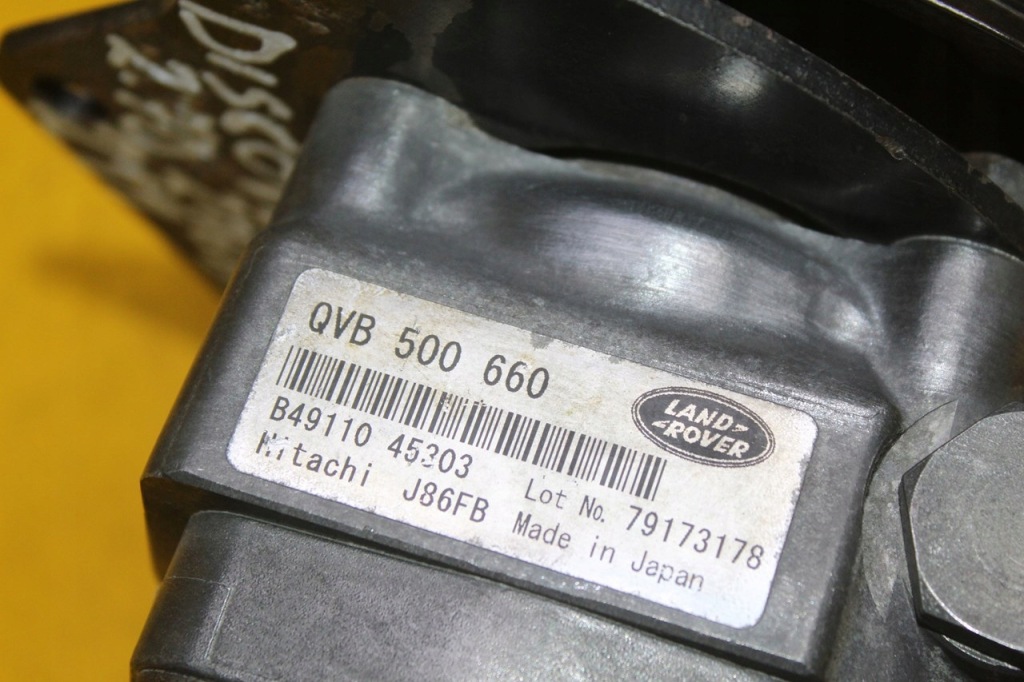 QVB 500 660
LAND
ROVER
B49110 45303
Lot No. 79173178
Hitachi J86FB Made in Japan